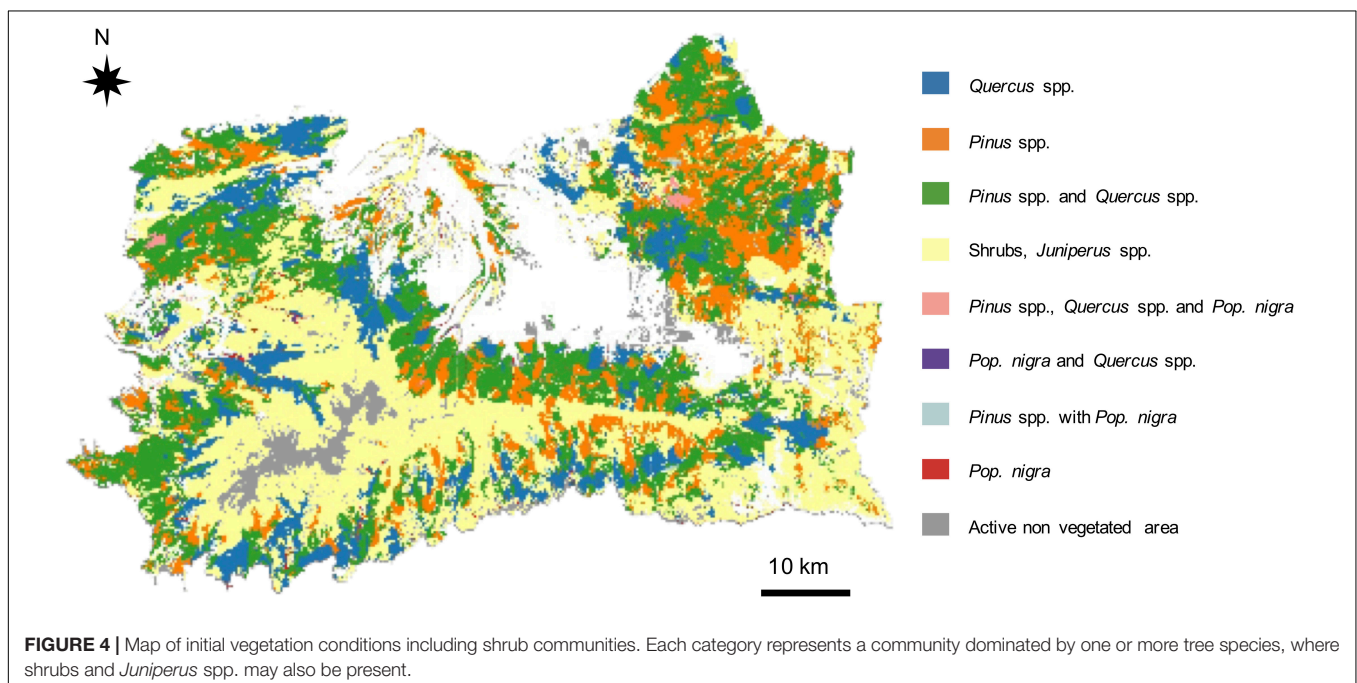 N
Quercus spp.
Pinus spp.
Pinus spp. and Quercus spp.
Shrubs, Juniperus spp.
Pinus spp., Quercus spp. and Pop. nigra
Pop. nigra and Quercus spp.
Pinus spp. with Pop. nigra
Pop. nigra
Active non vegetated area
10 km
FIGURE 4 | Map of initial vegetation conditions including shrub communities. Each category represents a community dominated by one or more tree species, where
shrubs and Juniperus spp. may also be present.